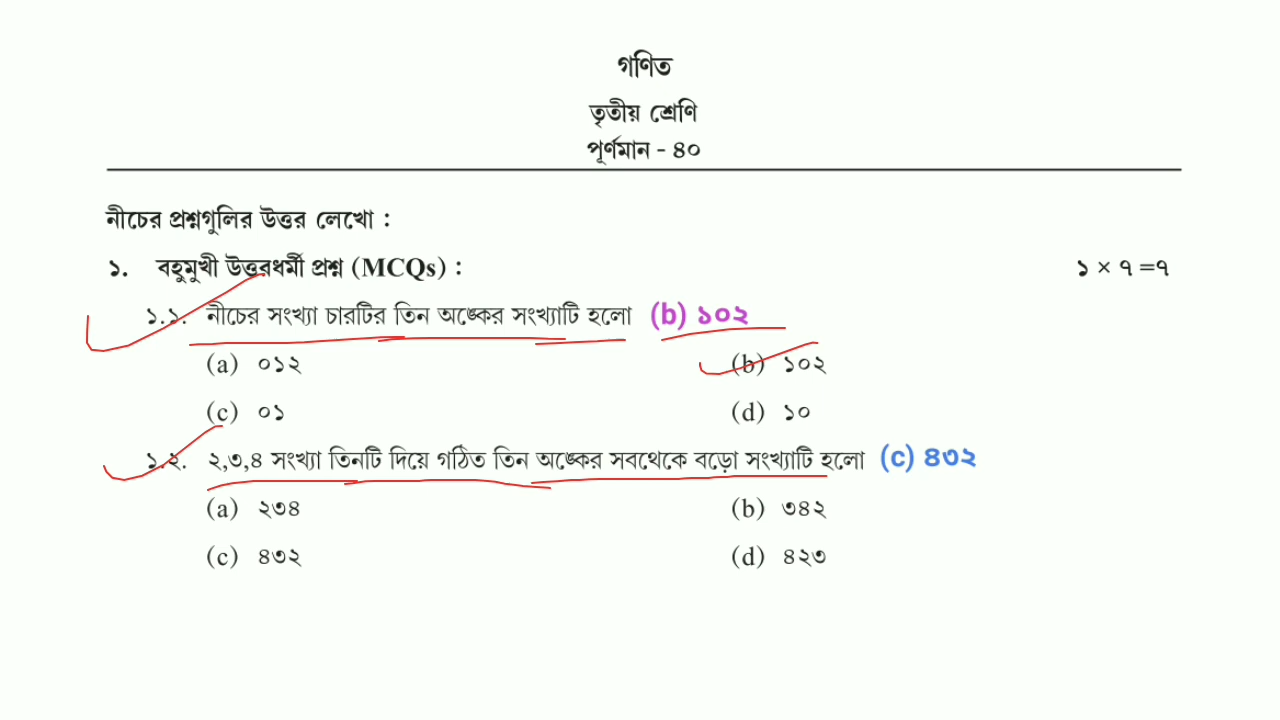 গণিত
তৃতীয় শ্রেণি
পূর্ণমান - ৪০
নীচের প্রশ্নগুলির উত্তর লেখো :
১. বহুমুখী উত্তরধর্মী প্রশ্ন (MCQs) : ১ × ৭ =৭
১.১. নীচের সংখ্যা চারটির তিন অঙ্কের সংখ্যাটি হলো (b) ১০২
(a) ০১২ (b) ১০২
(c) ০১ (d) ১০
১.২. ২,৩,৪ সংখ্যা তিনটি দিয়ে গঠিত তিন অঙ্কের সবথেকে বড়ো সংখ্যাটি হলো (c) ৪৩২
(a) ২৩৪ (b) ৩৪২
(c) ৪৩২ (d) ৪২৩